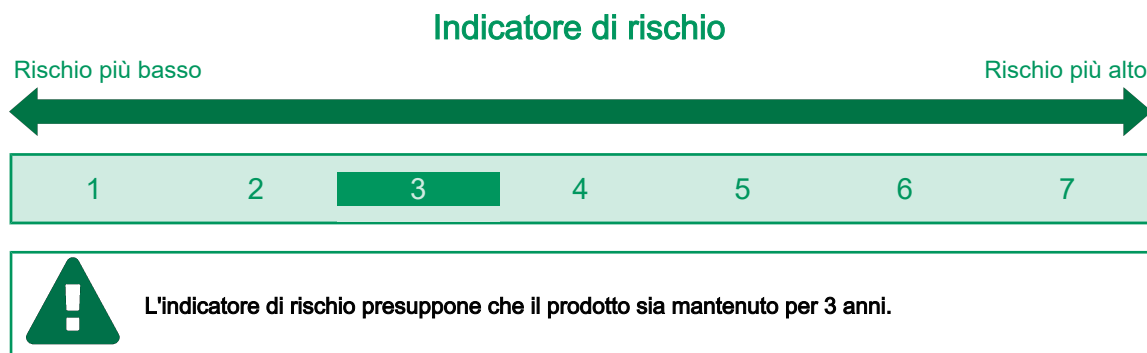 Indicatore di rischio
Rischio più basso Rischio più alto
1 2 3 4 5 6 7
L'indicatore di rischio presuppone che il prodotto sia mantenuto per 3 anni.